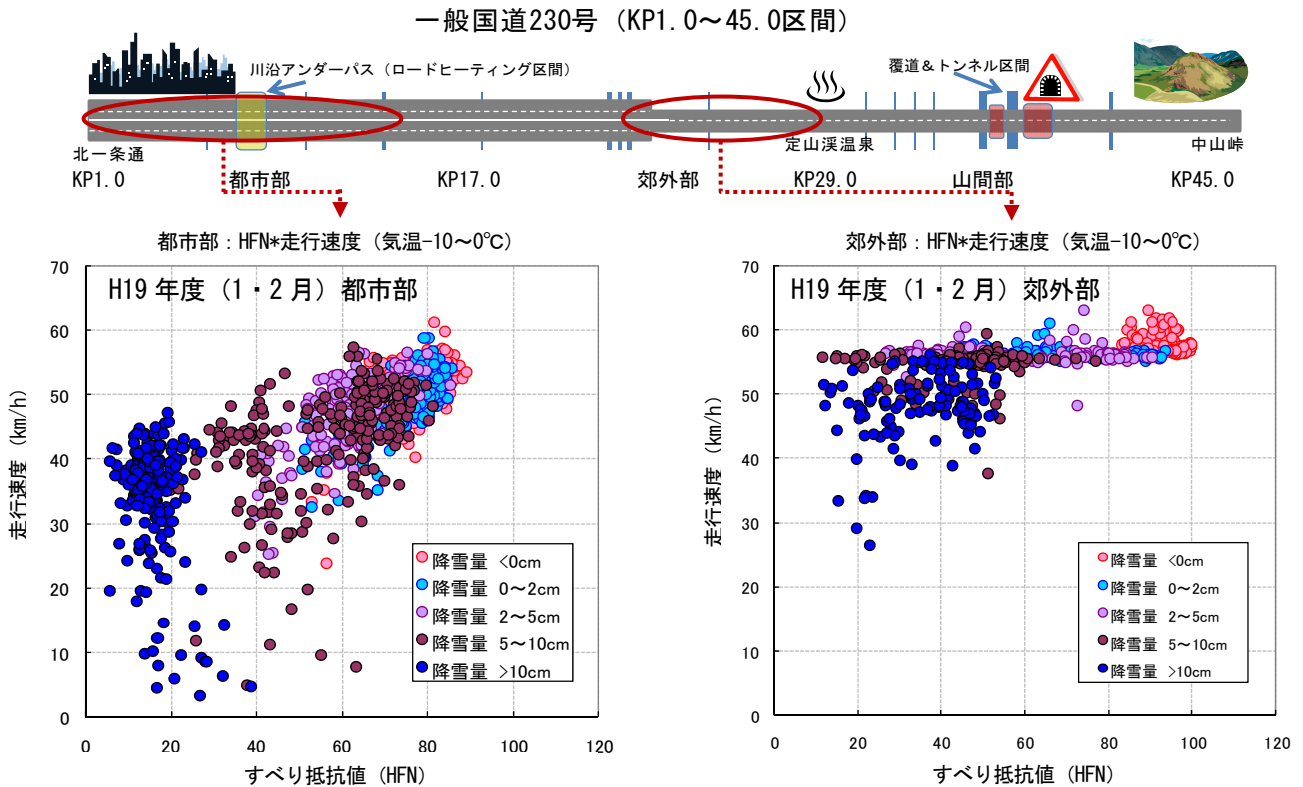 一般国道230号（KP1.0～45.0区間）
川沿アンダーパス（ロードヒーティング区間）
覆道＆トンネル区間
北一条通
定山渓温泉
中山峠
KP1.0
都市部
KP17.0
郊外部
KP29.0
山間部
KP45.0
都市部：HFN*走行速度（気温-10～0℃）
H19 年度（1・2 月）都市部
70
60
50
40
30
20
10
0
走行速度 (km/h)
降雪量 <0cm
降雪量 0～2cm
降雪量 2～5cm
降雪量 5～10cm
降雪量 >10cm
0 20 40 60 80 100 120
すべり抵抗値 (HFN)
郊外部：HFN*走行速度（気温-10～0℃）
H19 年度（1・2 月）郊外部
70
60
50
40
30
20
10
0
走行速度 (km/h)
降雪量 <0cm
降雪量 0～2cm
降雪量 2～5cm
降雪量 5～10cm
降雪量 >10cm
0 20 40 60 80 100 120
すべり抵抗値 (HFN)